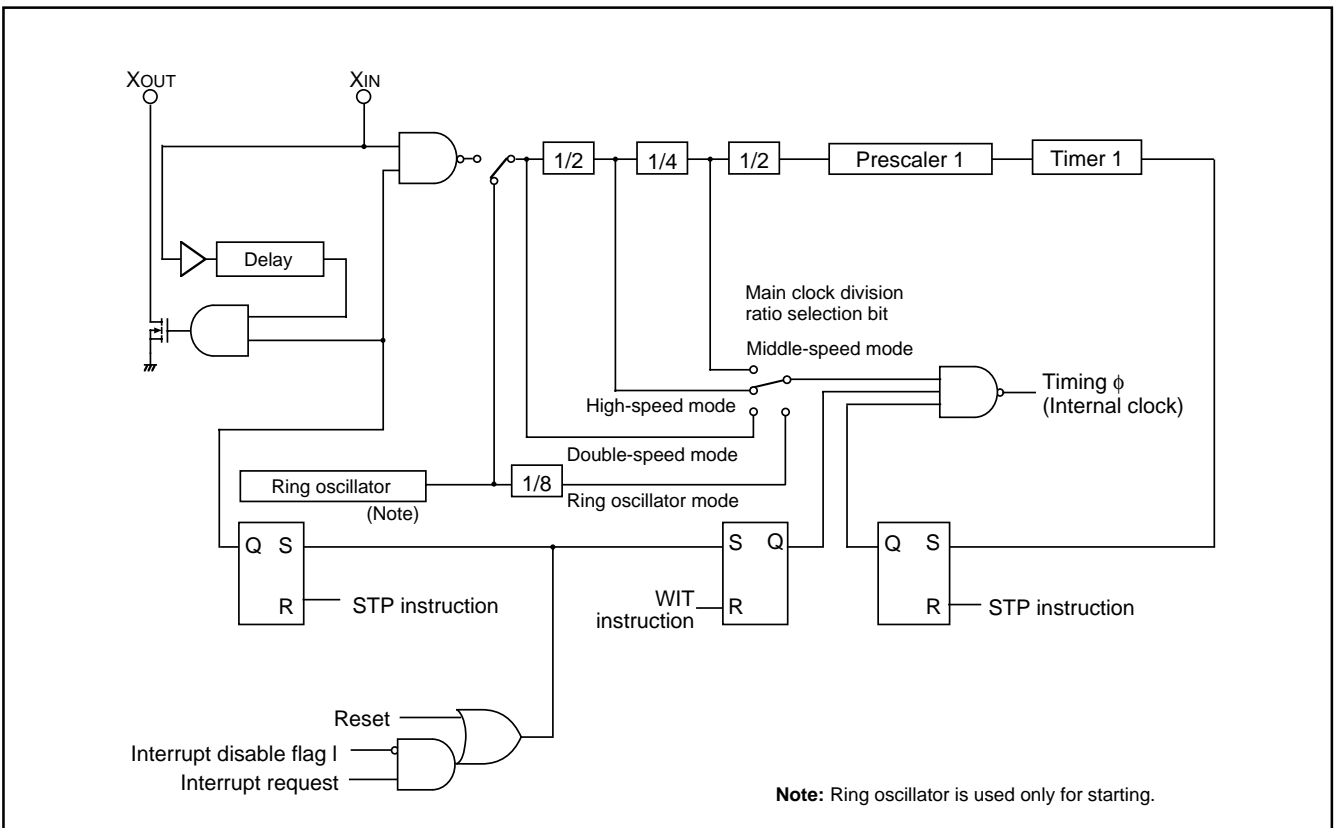 XOUT
XIN
1/2
1/4
1/2
Prescaler 1
Timer 1
Delay
Main clock division
ratio selection bit
Middle-speed mode
High-speed mode
Timing ϕ
(Internal clock)
Double-speed mode
Ring oscillator
(Note)
1/8
Ring oscillator mode
Q S
R
STP instruction
S Q
R
WIT
instruction
Q S
R
STP instruction
Reset
Interrupt disable flag I
Interrupt request
Note: Ring oscillator is used only for starting.